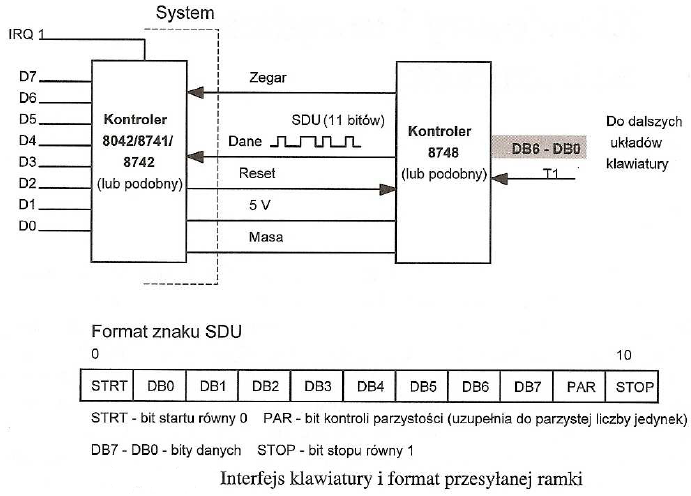 System
IRQ 1
D7
D6
D5
D4
D3
D2
D1
D0
Kontroler
8042/8741/
8742
(lub podobny)
Zegar
SDU (11 bitów)
Dane
Reset
5 V
Masa
Kontroler
8748
(lub podobny)
DB6 - DB0
T1
Do dalszych
układów
klawiatury
Format znaku SDU
0 10
STRT DB0 DB1 DB2 DB3 DB4 DB5 DB6 DB7 PAR STOP
STRT - bit startu równy 0 PAR - bit kontroli parzystości (uzupełnia do parzystej liczby jedynek)
DB7 - DB0 - bity danych STOP - bit stopu równy 1
Interfejs klawiatury i format przesyłanej ramki